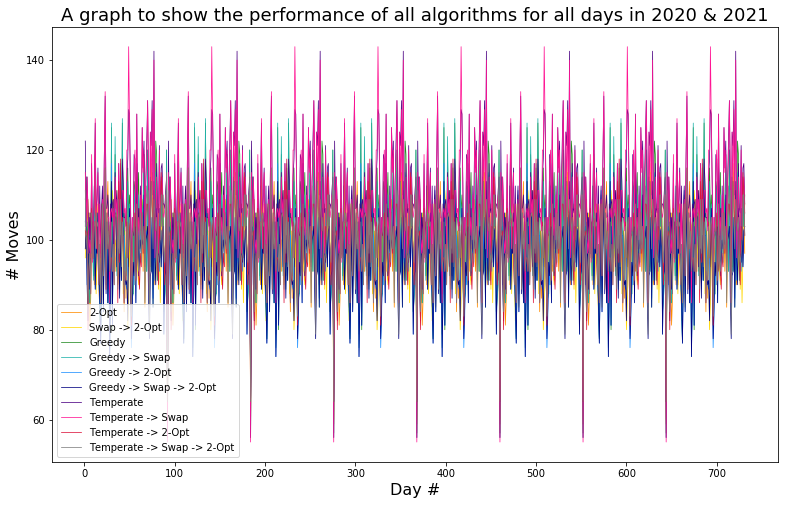 A graph to show the performance of all algorithms for all days in 2020 & 2021
140
120
100
80
60
# Moves
2-Opt
Swap -> 2-Opt
Greedy
Greedy -> Swap
Greedy -> 2-Opt
Greedy -> Swap -> 2-Opt
Temperate
Temperate -> Swap
Temperate -> 2-Opt
Temperate -> Swap -> 2-Opt
0 100 200 300 400 500 600 700
Day #